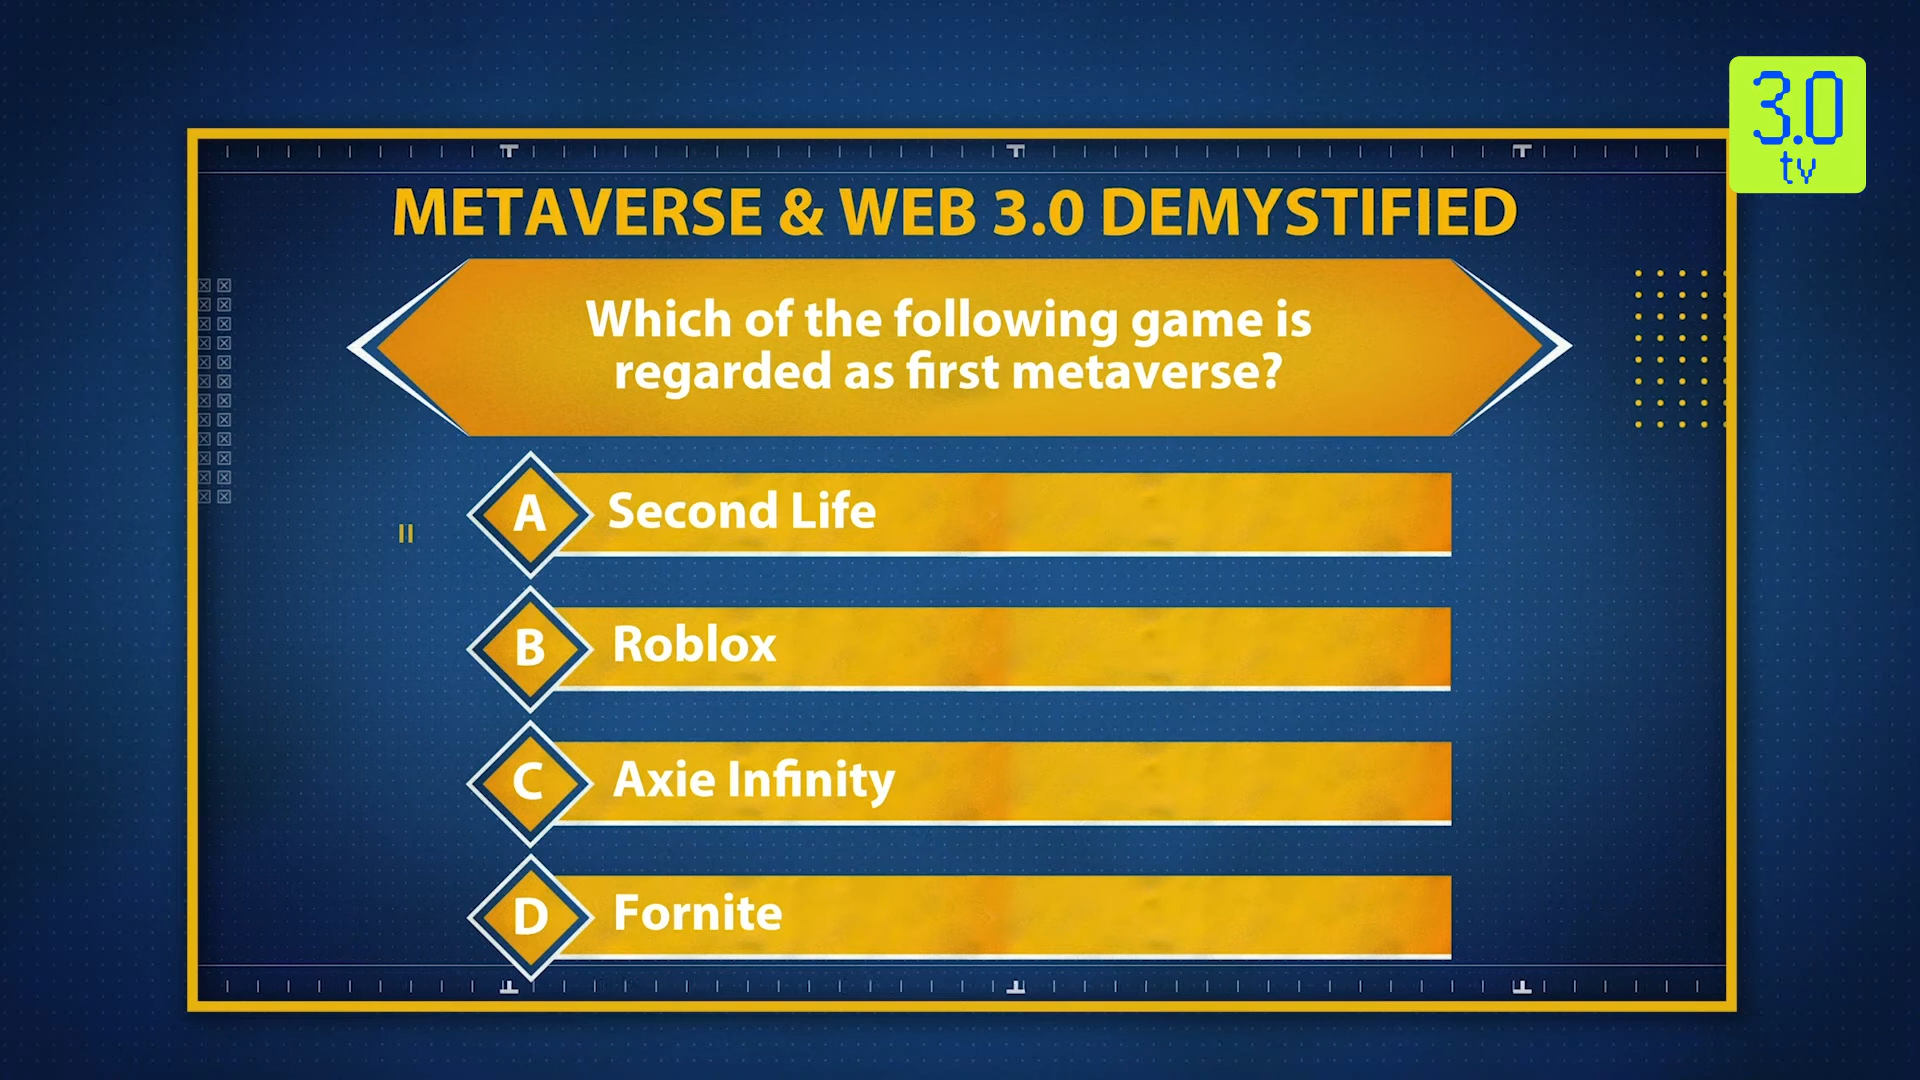 3.0
tv
METAVERSE & WEB 3.0 DEMYSTIFIED
Which of the following game is
regarded as first metaverse?
A Second Life
B Roblox
C Axie Infinity
D Fornite